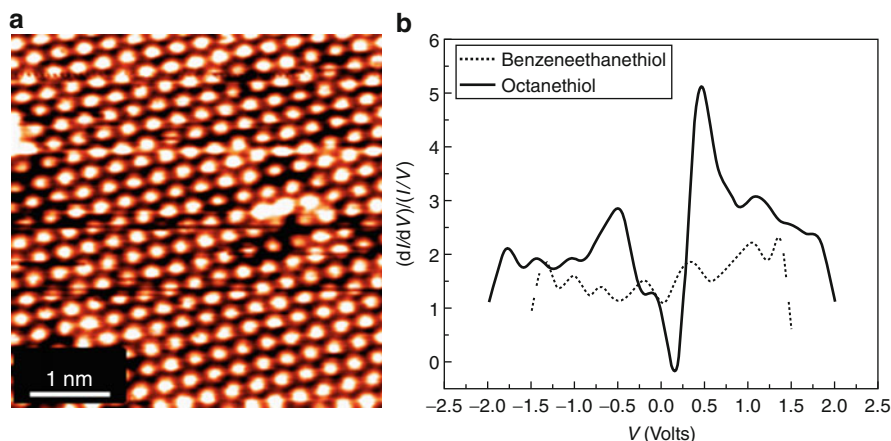 a
1 nm
b
6
5
4
3
2
1
0
(dI/dV)/(I/V)
Benzeneethanethiol
Octanethiol
−2.5 −2.0 −1.5 −1.0 −0.5 0.0 0.5 1.0 1.5 2.0 2.5
V (Volts)